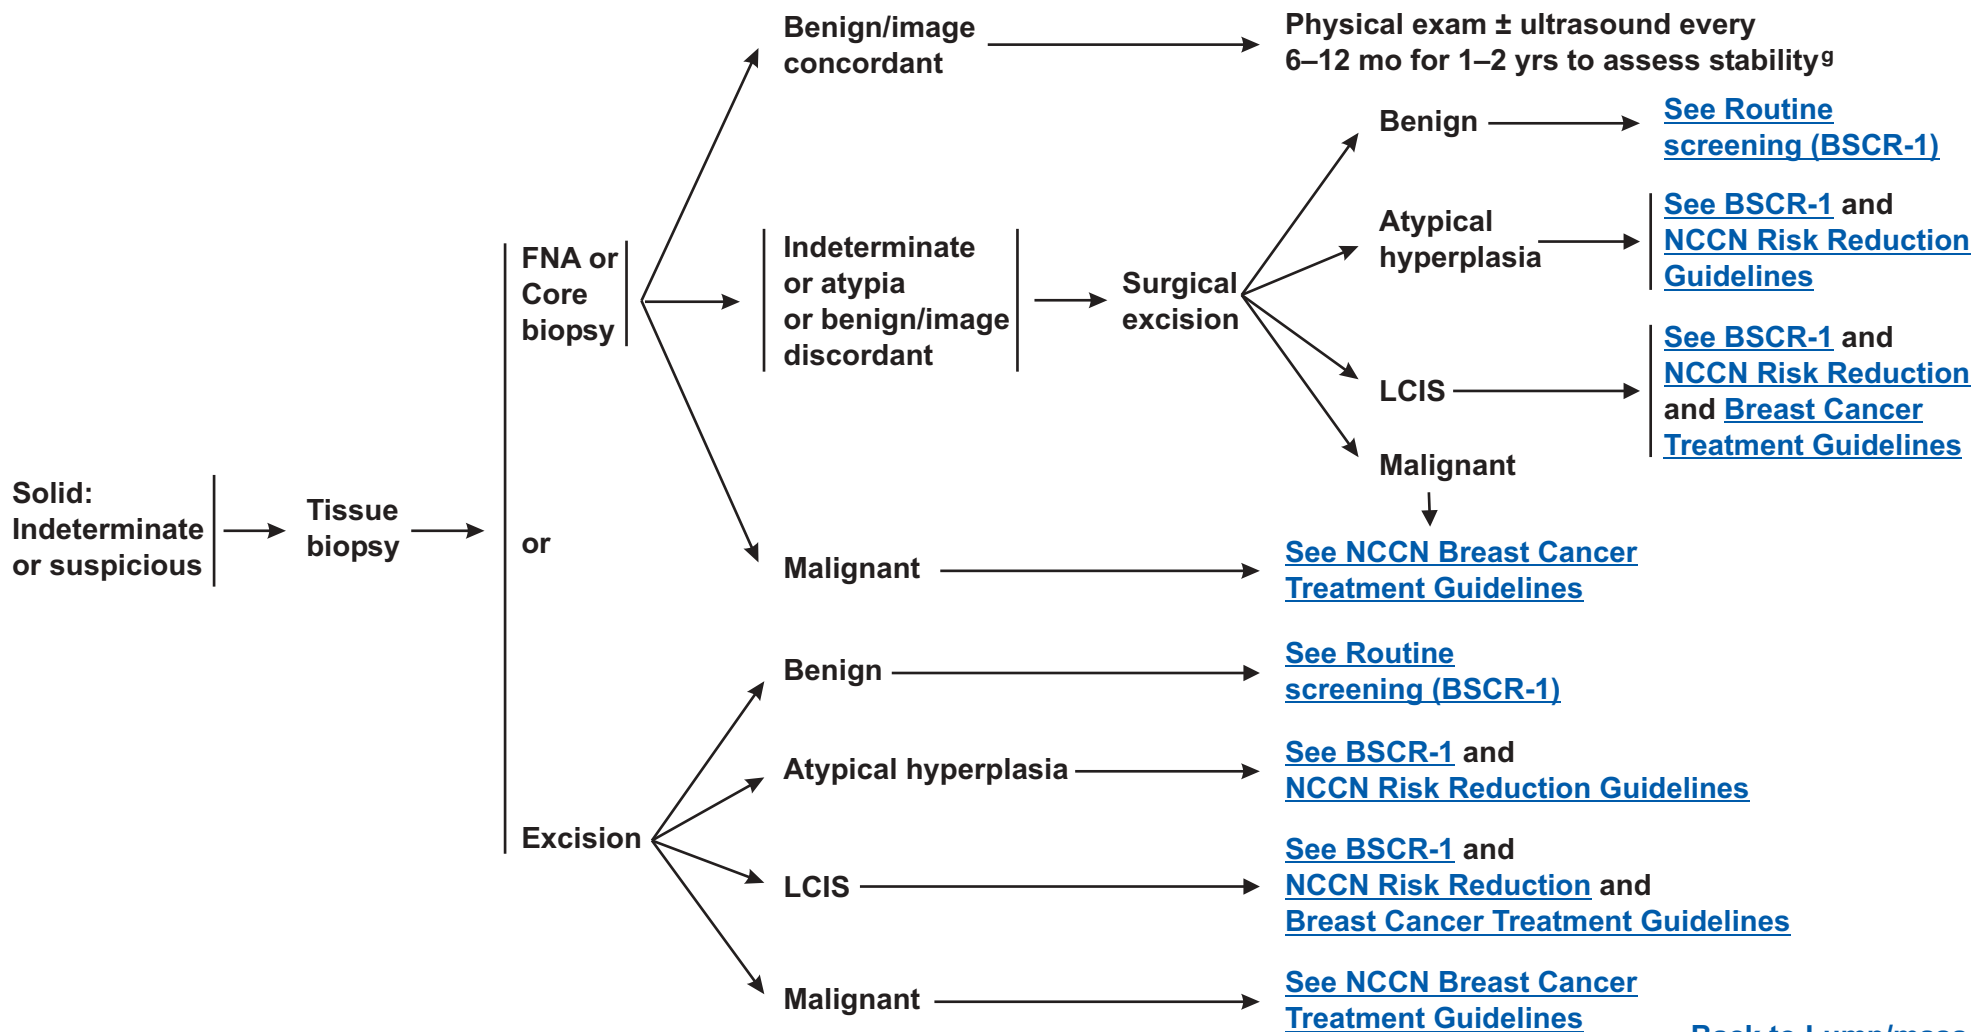 Solid:
Indeterminate
or suspicious
Tissue
biopsy
FNA or
Core
biopsy
or
Excision
Benign/image
concordant
Physical exam ± ultrasound every
6–12 mo for 1–2 yrs to assess stabilityᵍ
Indeterminate
or atypia
or benign/image
discordant
Surgical
excision
Benign
See Routine
screening (BSCR-1)
Atypical
hyperplasia
See BSCR-1 and
NCCN Risk Reduction
Guidelines
LCIS
See BSCR-1 and
NCCN Risk Reduction
and Breast Cancer
Treatment Guidelines
Malignant
Malignant
See NCCN Breast Cancer
Treatment Guidelines
Benign
See Routine
screening (BSCR-1)
Atypical hyperplasia
See BSCR-1 and
NCCN Risk Reduction Guidelines
LCIS
See BSCR-1 and
NCCN Risk Reduction and
Breast Cancer Treatment Guidelines
Malignant
See NCCN Breast Cancer
Treatment Guidelines
Back to Lump/mass